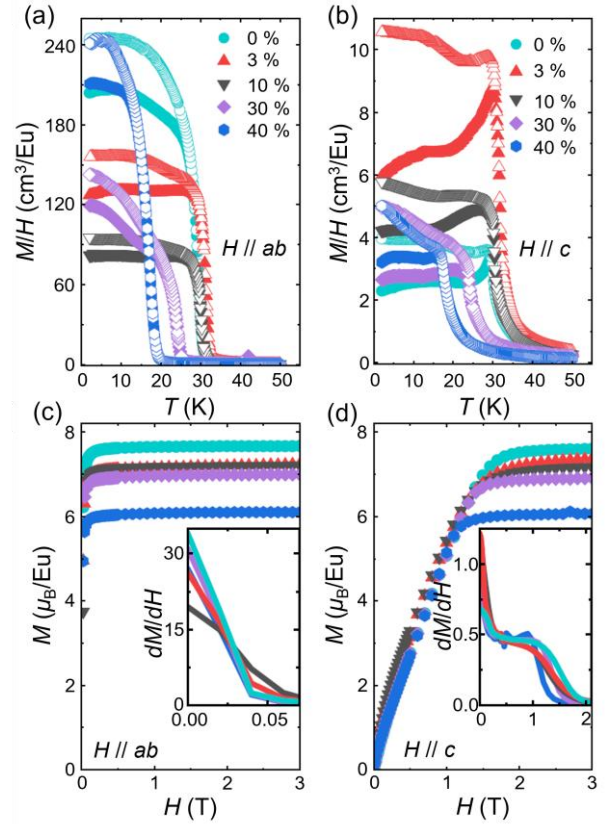 (a)
240
180
120
60
0
M/H (cm³/Eu)
0 %
3 %
10 %
30 %
40 %
H // ab
0 10 20 30 40 50
T (K)
(b)
10
8
6
4
2
0
M/H (cm³/Eu)
0 %
3 %
10 %
30 %
40 %
H // c
0 10 20 30 40 50
T (K)
(c)
8
6
4
2
0
M (μB/Eu)
30
15
0
dM/dH
0.00 0.05
H // ab
0 1 2 3
H (T)
(d)
8
6
4
2
0
M (μB/Eu)
1.0
0.5
0.0
dM/dH
0 1 2
H // c
0 1 2 3
H (T)